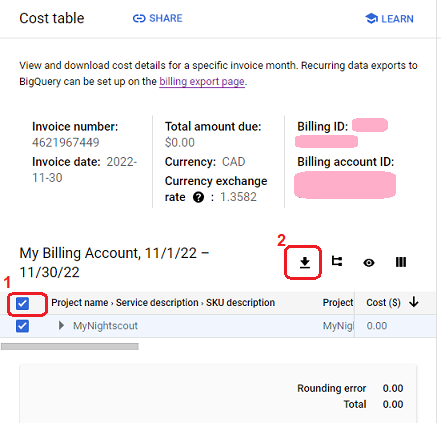 Cost table
SHARE
LEARN
View and download cost details for a specific invoice month. Recurring data exports to
BigQuery can be set up on the billing export page.
Invoice number:
4621967449
Invoice date: 2022-
11-30
Total amount due:
$0.00
Currency: CAD
Currency exchange
rate ? : 1.3582
Billing ID:
Billing account ID:
My Billing Account, 11/1/22 –
11/30/22
2
1
Project name › Service description › SKU description
Project
Cost ($)
MyNightscout
MyNig
0.00
Rounding error 0.00
Total 0.00